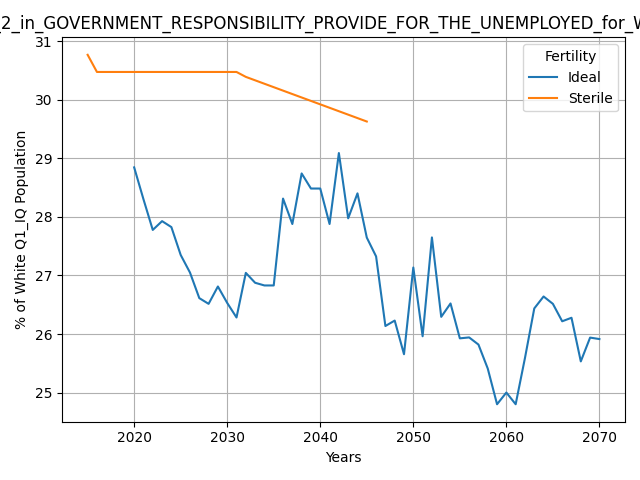 _2_in_GOVERNMENT_RESPONSIBILITY_PROVIDE_FOR_THE_UNEMPLOYED_for_W
31
30
29
28
27
26
25
% of White Q1_IQ Population
Fertility
Ideal
Sterile
2020 2030 2040 2050 2060 2070
Years